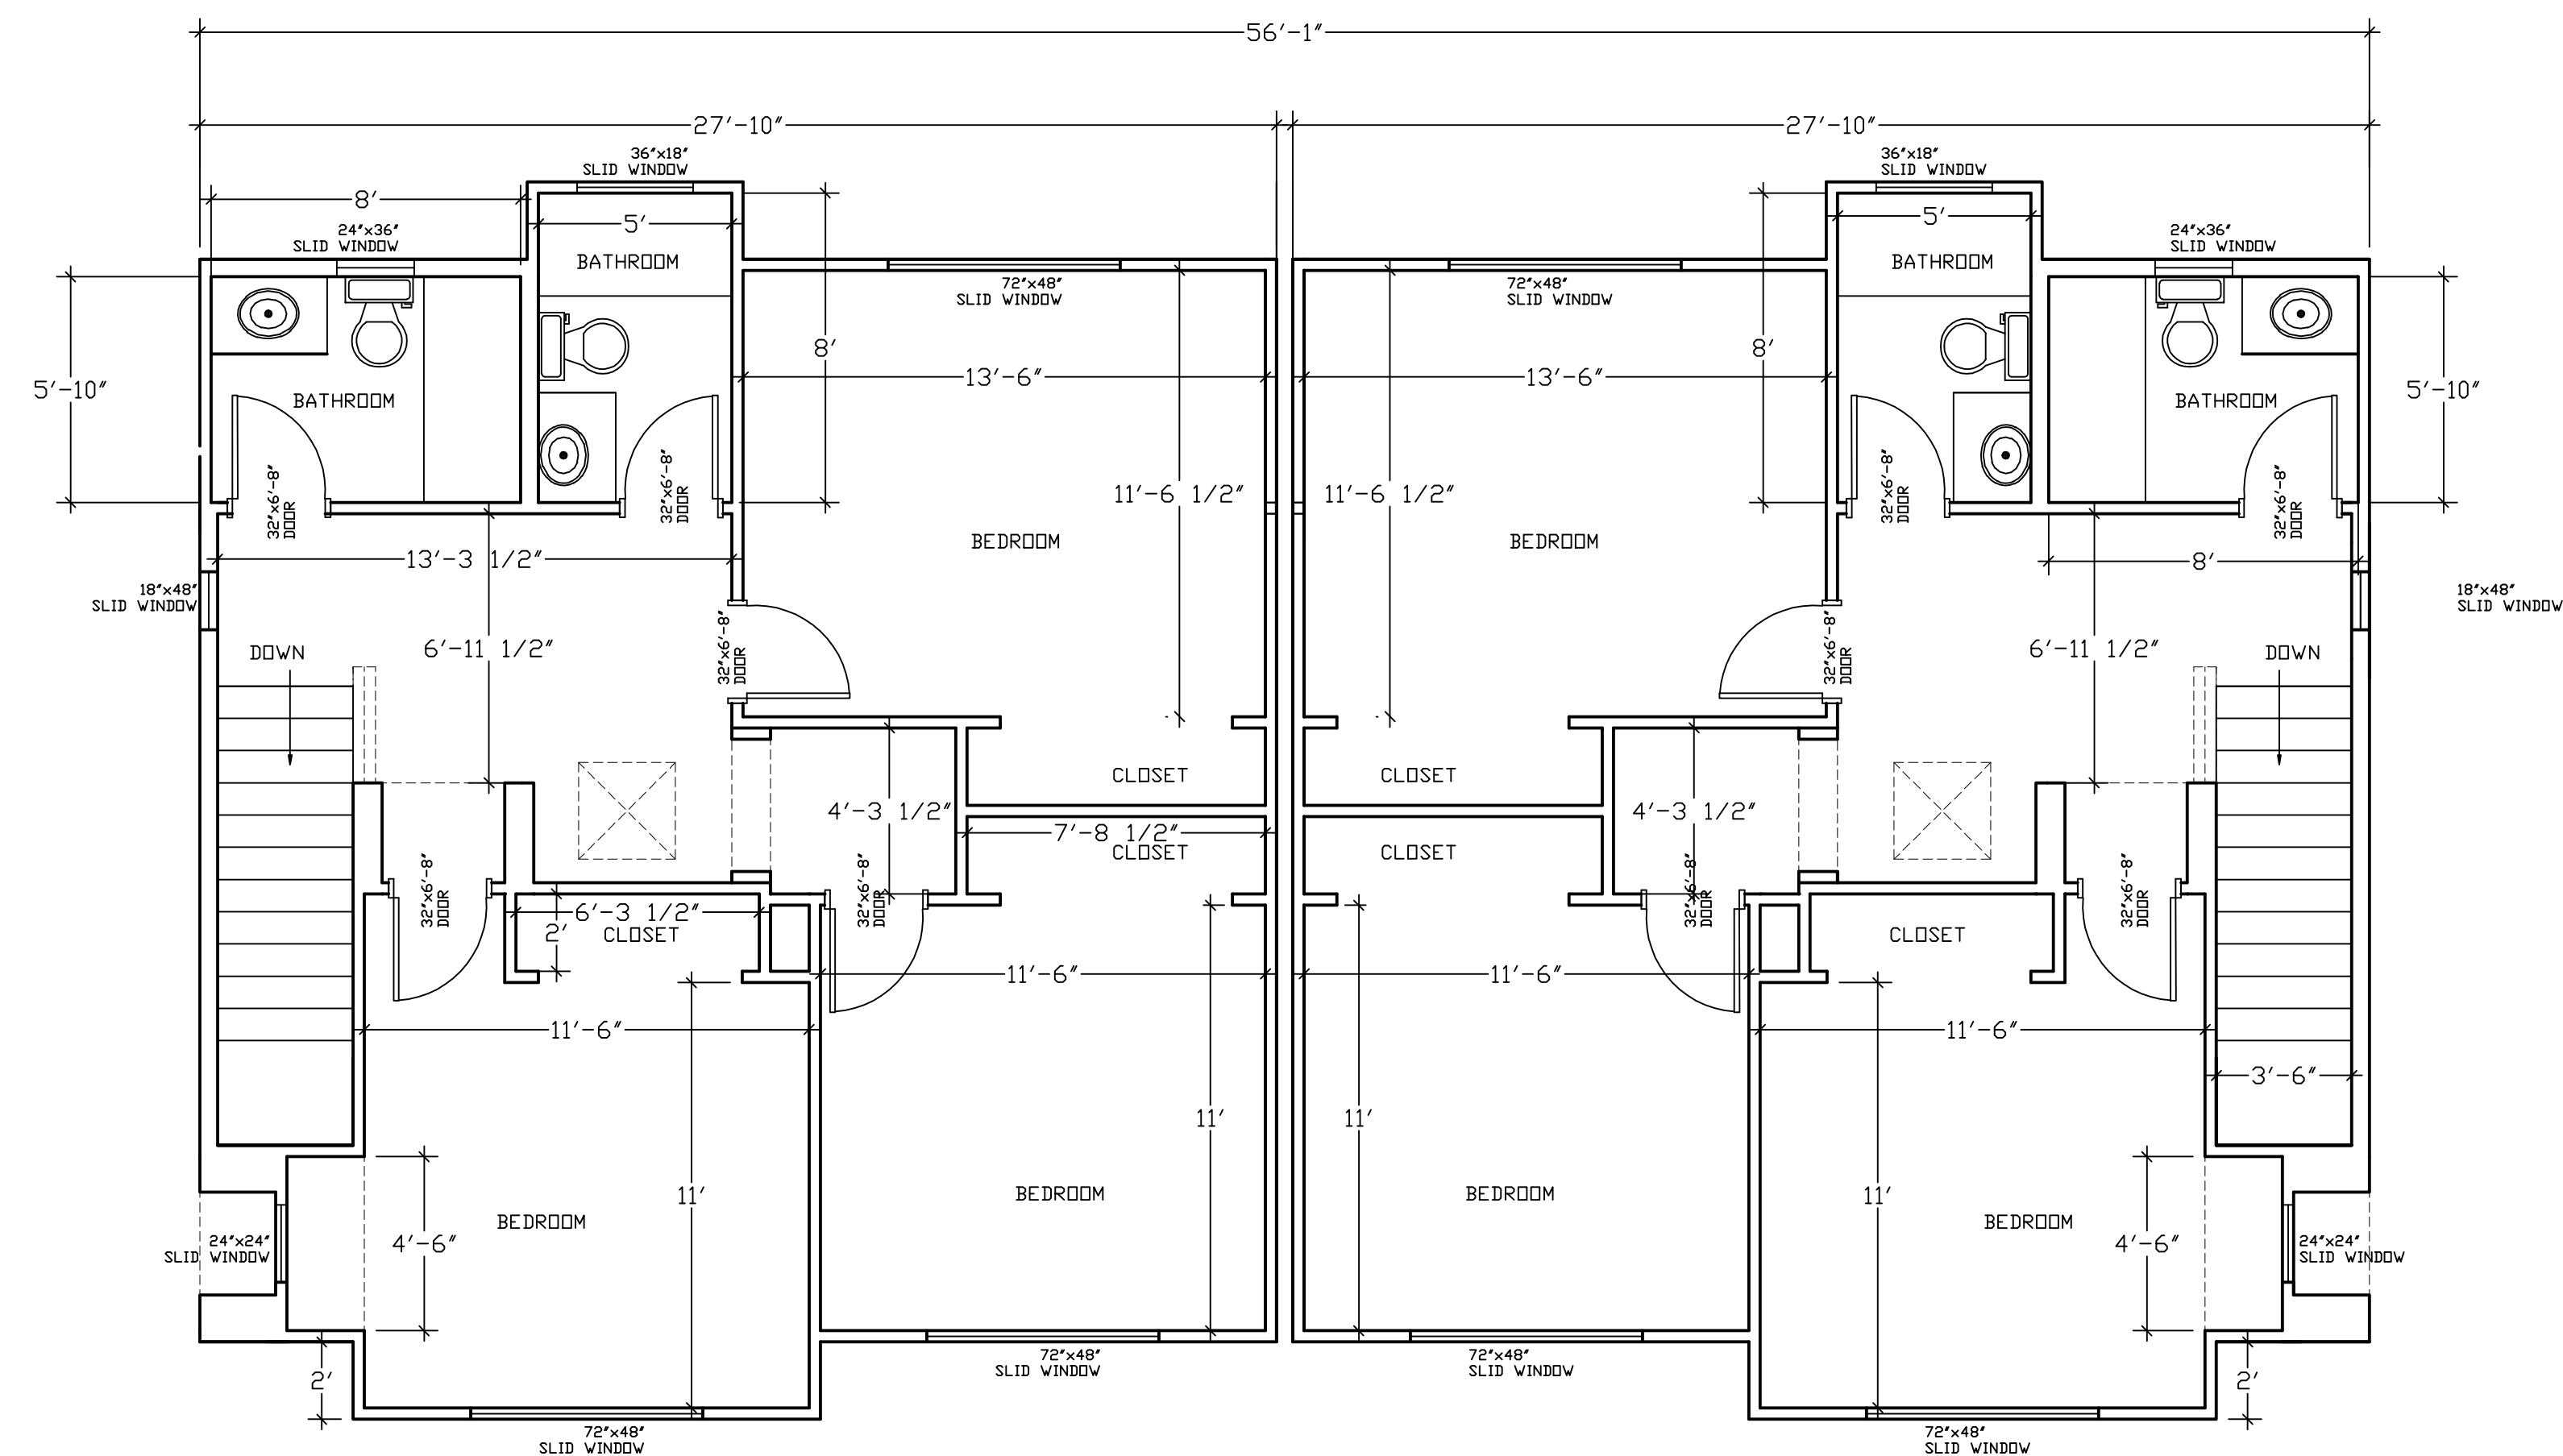 56'-1"
27'-10"
27'-10"
36"x18"
SLID WINDOW
36"x18"
SLID WINDOW
8'
5'
5'
24"x36"
SLID WINDOW
24"x36"
SLID WINDOW
BATHROOM
BATHROOM
72"x48"
SLID WINDOW
72"x48"
SLID WINDOW
8'
8'
13'-6"
13'-6"
5'-10"
5'-10"
BATHROOM
BATHROOM
32"x6'-8"
DOOR
32"x6'-8"
DOOR
11'-6 1/2"
11'-6 1/2"
32"x6'-8"
DOOR
32"x6'-8"
DOOR
BEDROOM
BEDROOM
13'-3 1/2"
8'
18"x48"
SLID WINDOW
18"x48"
SLID WINDOW
6'-11 1/2"
32"x6'-8"
DOOR
32"x6'-8"
DOOR
6'-11 1/2"
DOWN
DOWN
CLOSET
CLOSET
4'-3 1/2"
4'-3 1/2"
7'-8 1/2"
CLOSET
CLOSET
32"x6'-8"
DOOR
32"x6'-8"
DOOR
32"x6'-8"
DOOR
32"x6'-8"
DOOR
6'-3 1/2"
2'
CLOSET
CLOSET
11'-6"
11'-6"
11'-6"
11'-6"
3'-6"
11'
11'
11'
11'
BEDROOM
BEDROOM
BEDROOM
BEDROOM
24"x24"
SLID WINDOW
4'-6"
4'-6"
24"x24"
SLID WINDOW
72"x48"
SLID WINDOW
72"x48"
SLID WINDOW
2'
2'
72"x48"
SLID WINDOW
72"x48"
SLID WINDOW